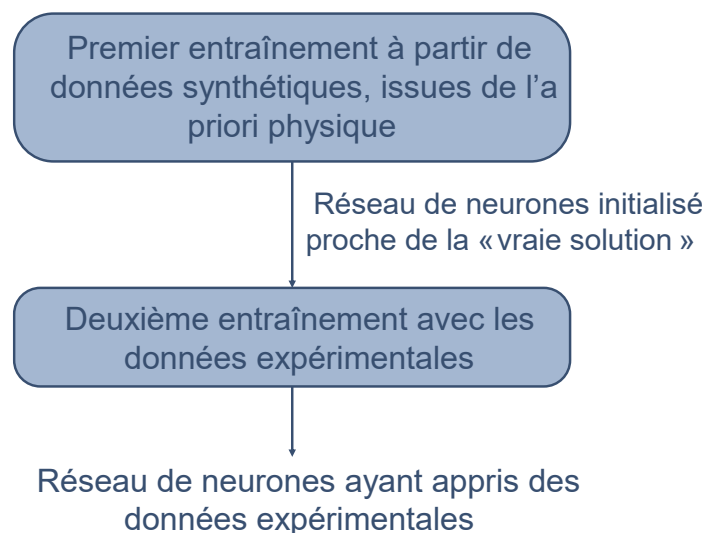 Premier entraînement à partir de
données synthétiques, issues de l’a
priori physique
Réseau de neurones initialisé
proche de la « vraie solution »
Deuxième entraînement avec les
données expérimentales
Réseau de neurones ayant appris des
données expérimentales